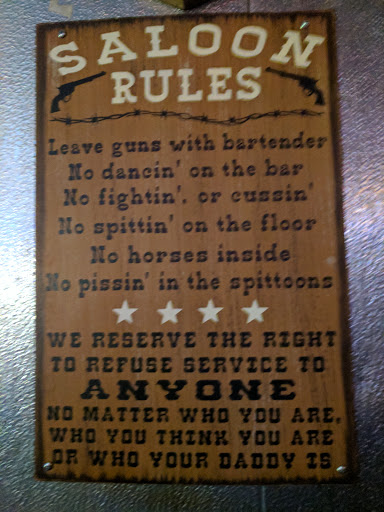 SALOON
RULES
Leave guns with bartender
No dancin' on the bar
No fightin', or cussin'
No spittin' on the floor
No horses inside
No pissin' in the spittoons
WE RESERVE THE RIGHT
TO REFUSE SERVICE TO
ANYONE
NO MATTER WHO YOU ARE,
WHO YOU THINK YOU ARE
OR WHO YOUR DADDY IS